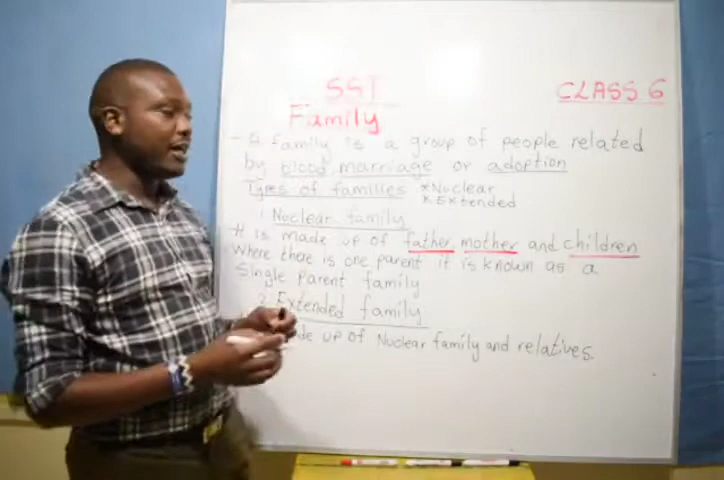 SST
CLASS 6
Family
- A family is a group of people related
by blood, marriage or adoption
Types of families
* Nuclear
* Extended
1. Nuclear family
It is made up of father, mother and children
Where there is one parent it is known as a
Single parent family
2. Extended family
made up of Nuclear family and relatives.